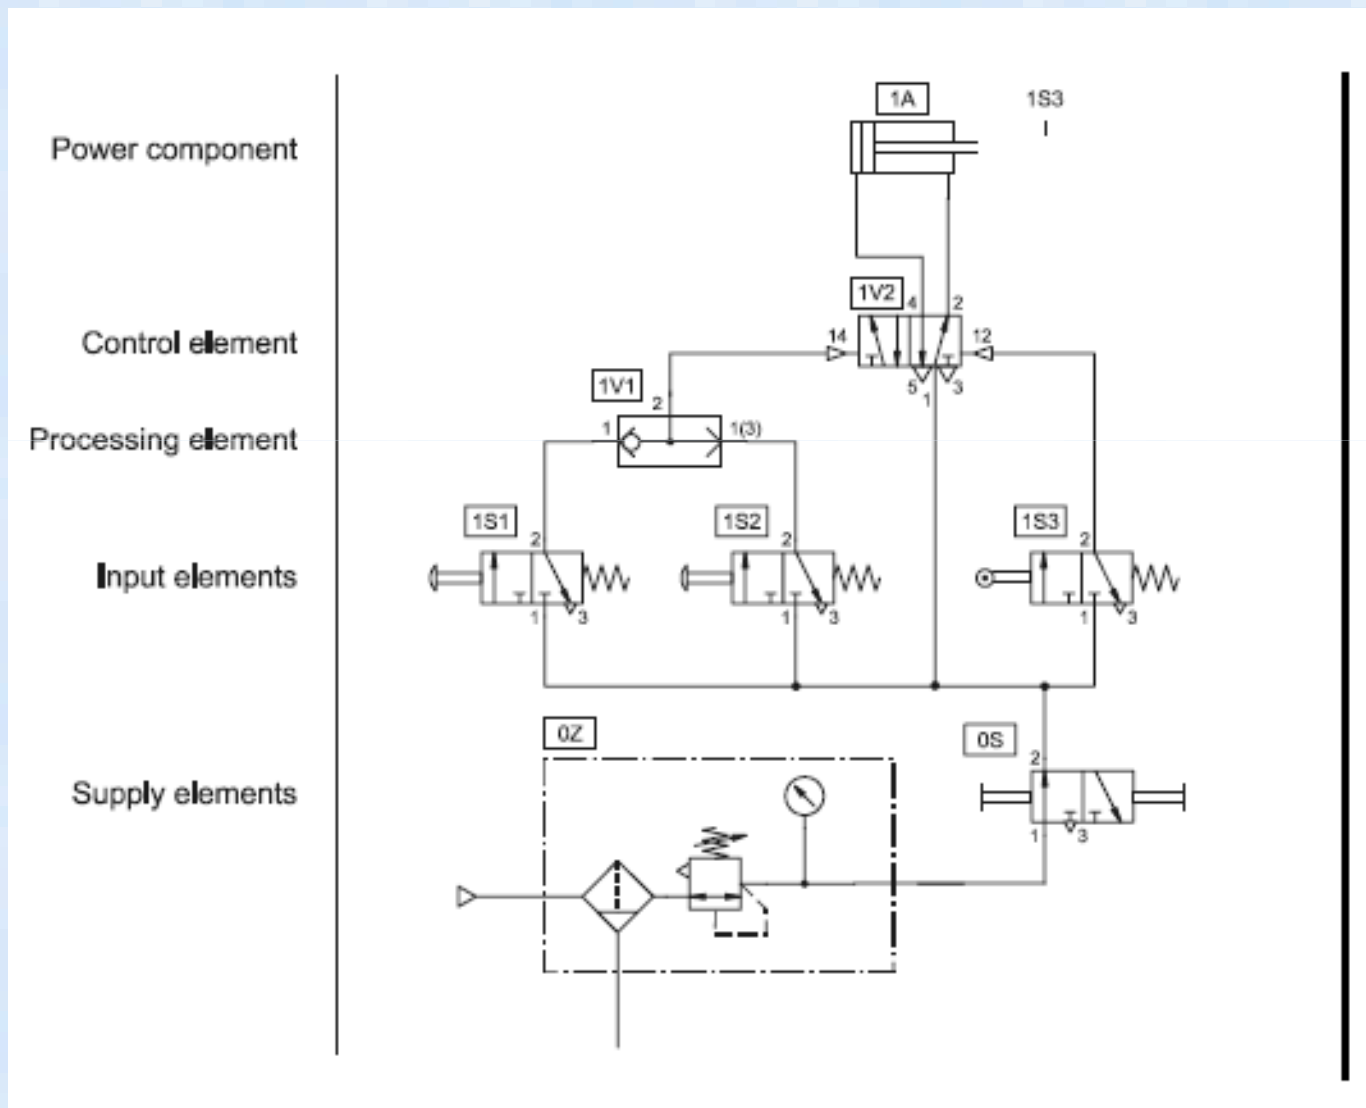 1A
1S3
Power component
1V2
4
2
Control element
14
12
5
1
3
1V1
2
Processing element
1
1(3)
1S1
1S2
1S3
2
2
2
Input elements
1
3
1
3
1
3
0Z
0S
2
Supply elements
1
3